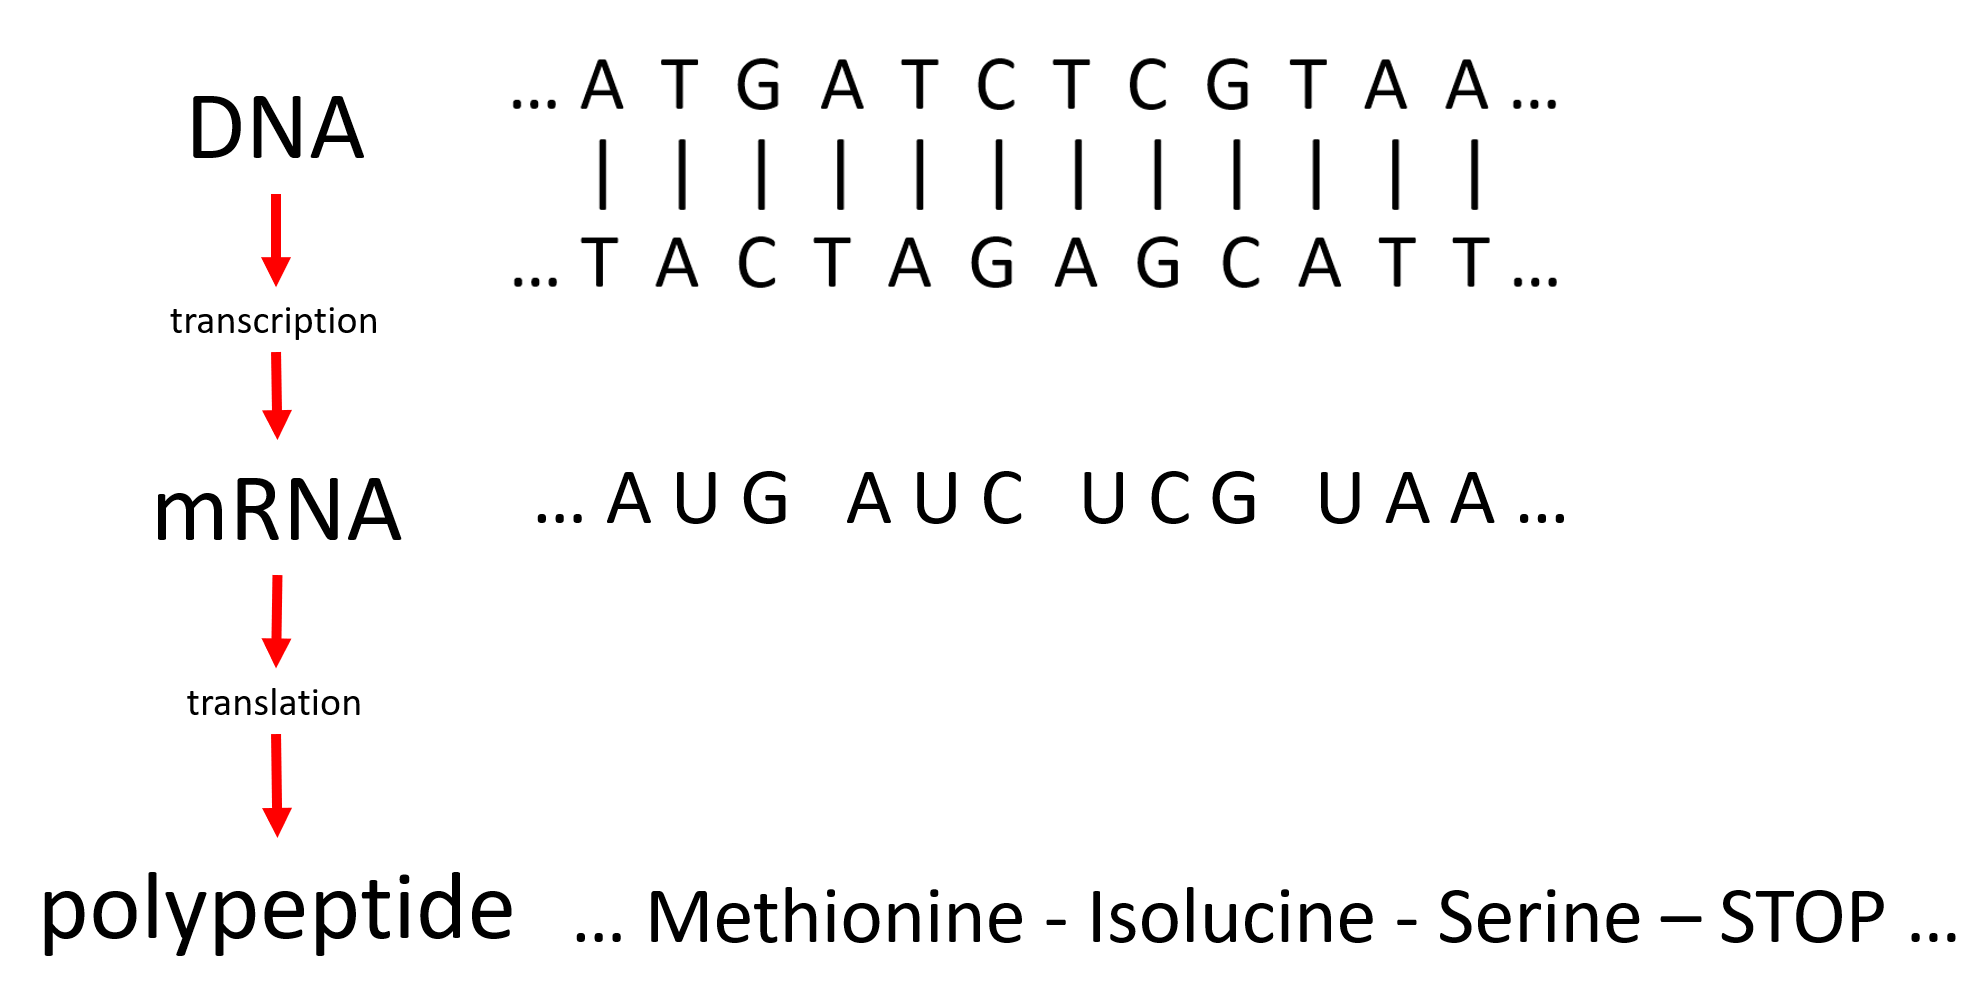 … A T G A T C T C G T A A …
DNA
| | | | | | | | | | | |
… T A C T A G A G C A T T …
transcription
mRNA … A U G A U C U C G U A A …
translation
polypeptide … Methionine - Isolucine - Serine – STOP …